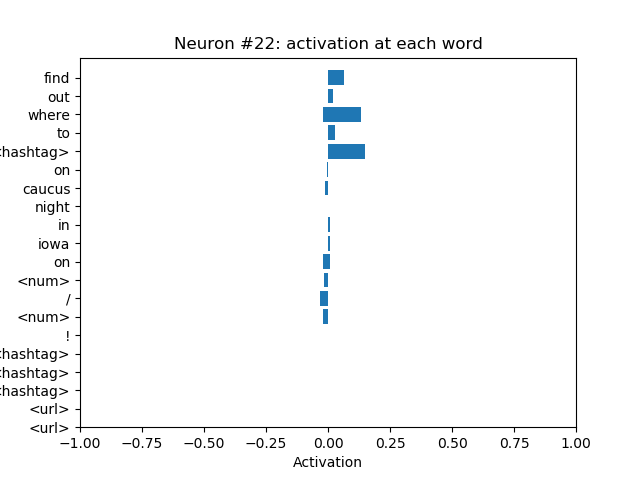 Neuron #22: activation at each word
find
out
where
to
hashtag>
on
caucus
night
in
iowa
on
<num>
/
<num>
!
hashtag>
hashtag>
hashtag>
<url>
<url>
−1.00 −0.75 −0.50 −0.25 0.00 0.25 0.50 0.75 1.00
Activation